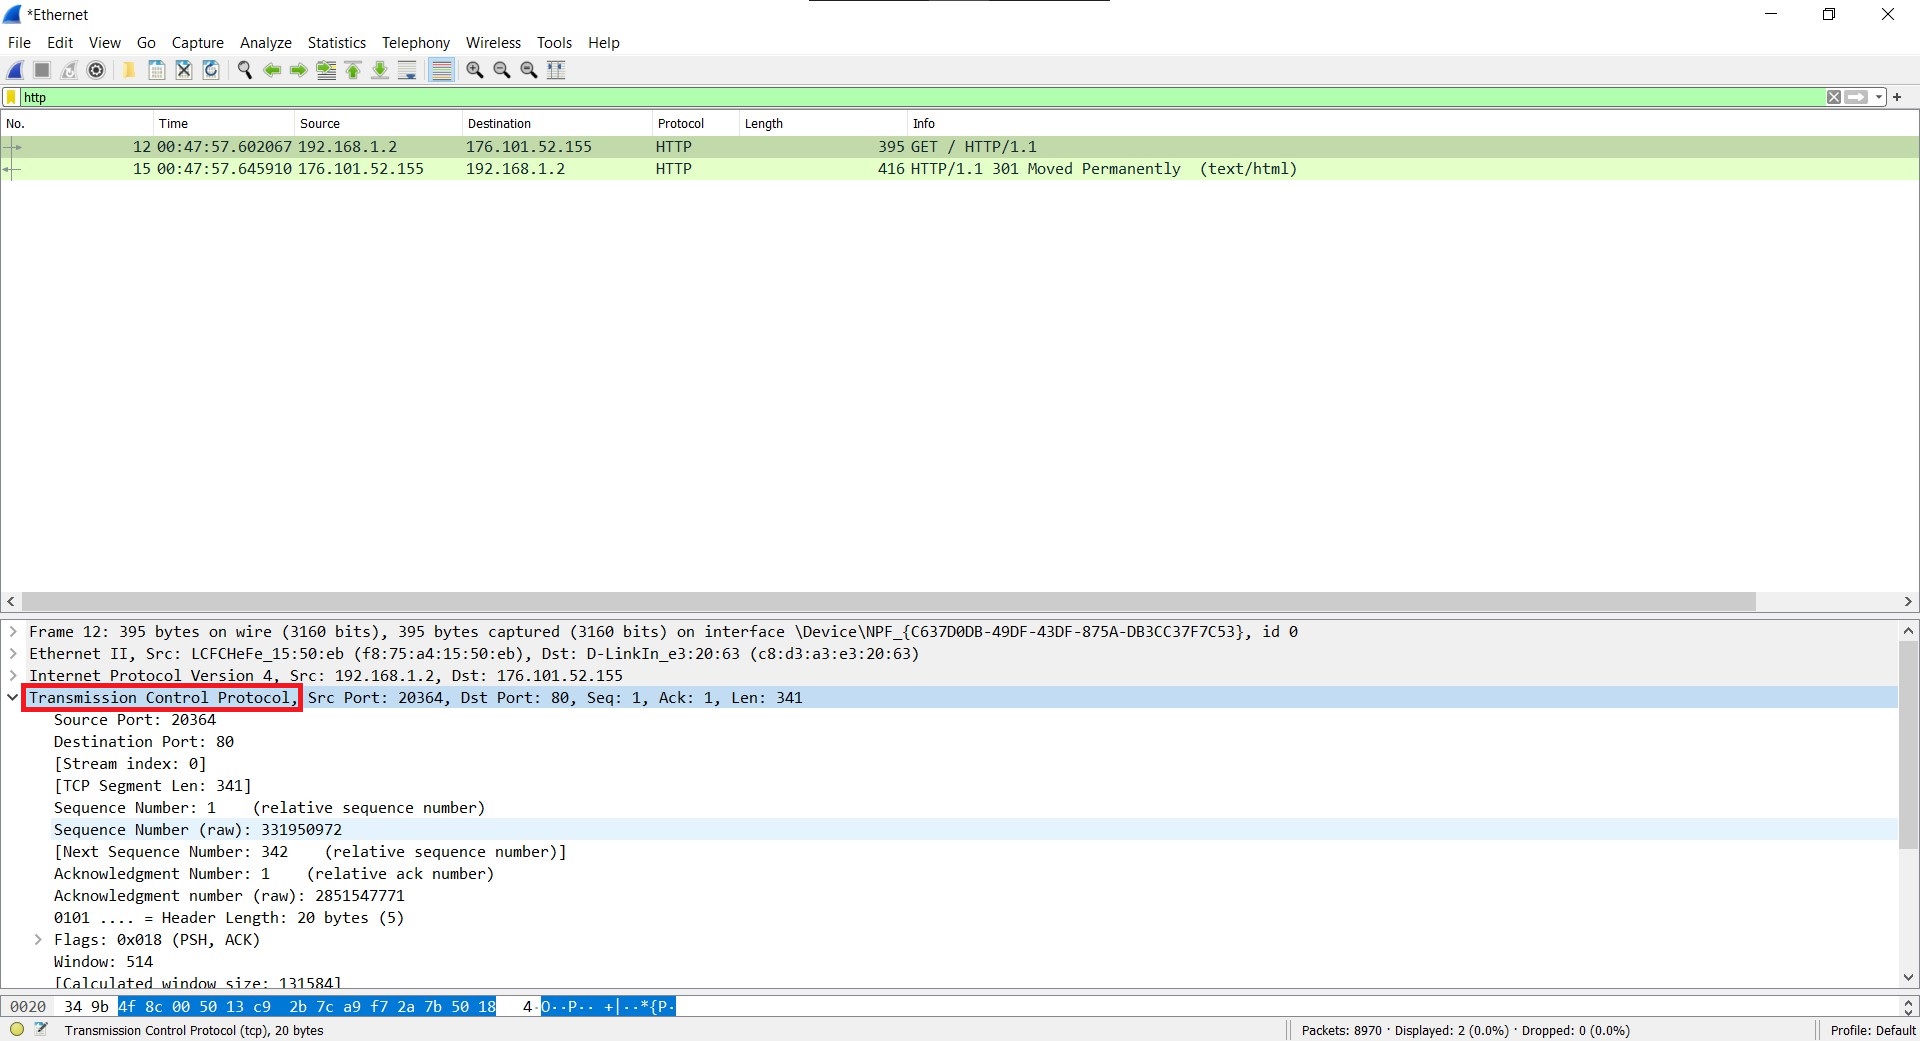 *Ethernet
File Edit View Go Capture Analyze Statistics Telephony Wireless Tools Help
http
No. Time Source Destination Protocol Length Info
12 00:47:57.602067 192.168.1.2 176.101.52.155 HTTP 395 GET / HTTP/1.1
15 00:47:57.645910 176.101.52.155 192.168.1.2 HTTP 416 HTTP/1.1 301 Moved Permanently (text/html)
Frame 12: 395 bytes on wire (3160 bits), 395 bytes captured (3160 bits) on interface \Device\NPF_{C637D0DB-49DF-43DF-875A-DB3CC37F7C53}, id 0
Ethernet II, Src: LCFCHeFe_15:50:eb (f8:75:a4:15:50:eb), Dst: D-LinkIn_e3:20:63 (c8:d3:a3:e3:20:63)
Internet Protocol Version 4, Src: 192.168.1.2, Dst: 176.101.52.155
Transmission Control Protocol, Src Port: 20364, Dst Port: 80, Seq: 1, Ack: 1, Len: 341
Source Port: 20364
Destination Port: 80
[Stream index: 0]
[TCP Segment Len: 341]
Sequence Number: 1 (relative sequence number)
Sequence Number (raw): 331950972
[Next Sequence Number: 342 (relative sequence number)]
Acknowledgment Number: 1 (relative ack number)
Acknowledgment number (raw): 2851547771
0101 .... = Header Length: 20 bytes (5)
Flags: 0x018 (PSH, ACK)
Window: 514
[Calculated window size: 131584]
0020 34 9b 4f 8c 00 50 13 c9 2b 7c a9 f7 2a 7b 50 18 4·O··P·· +|··*{P·
Transmission Control Protocol (tcp), 20 bytes Packets: 8970 · Displayed: 2 (0.0%) · Dropped: 0 (0.0%) Profile: Default